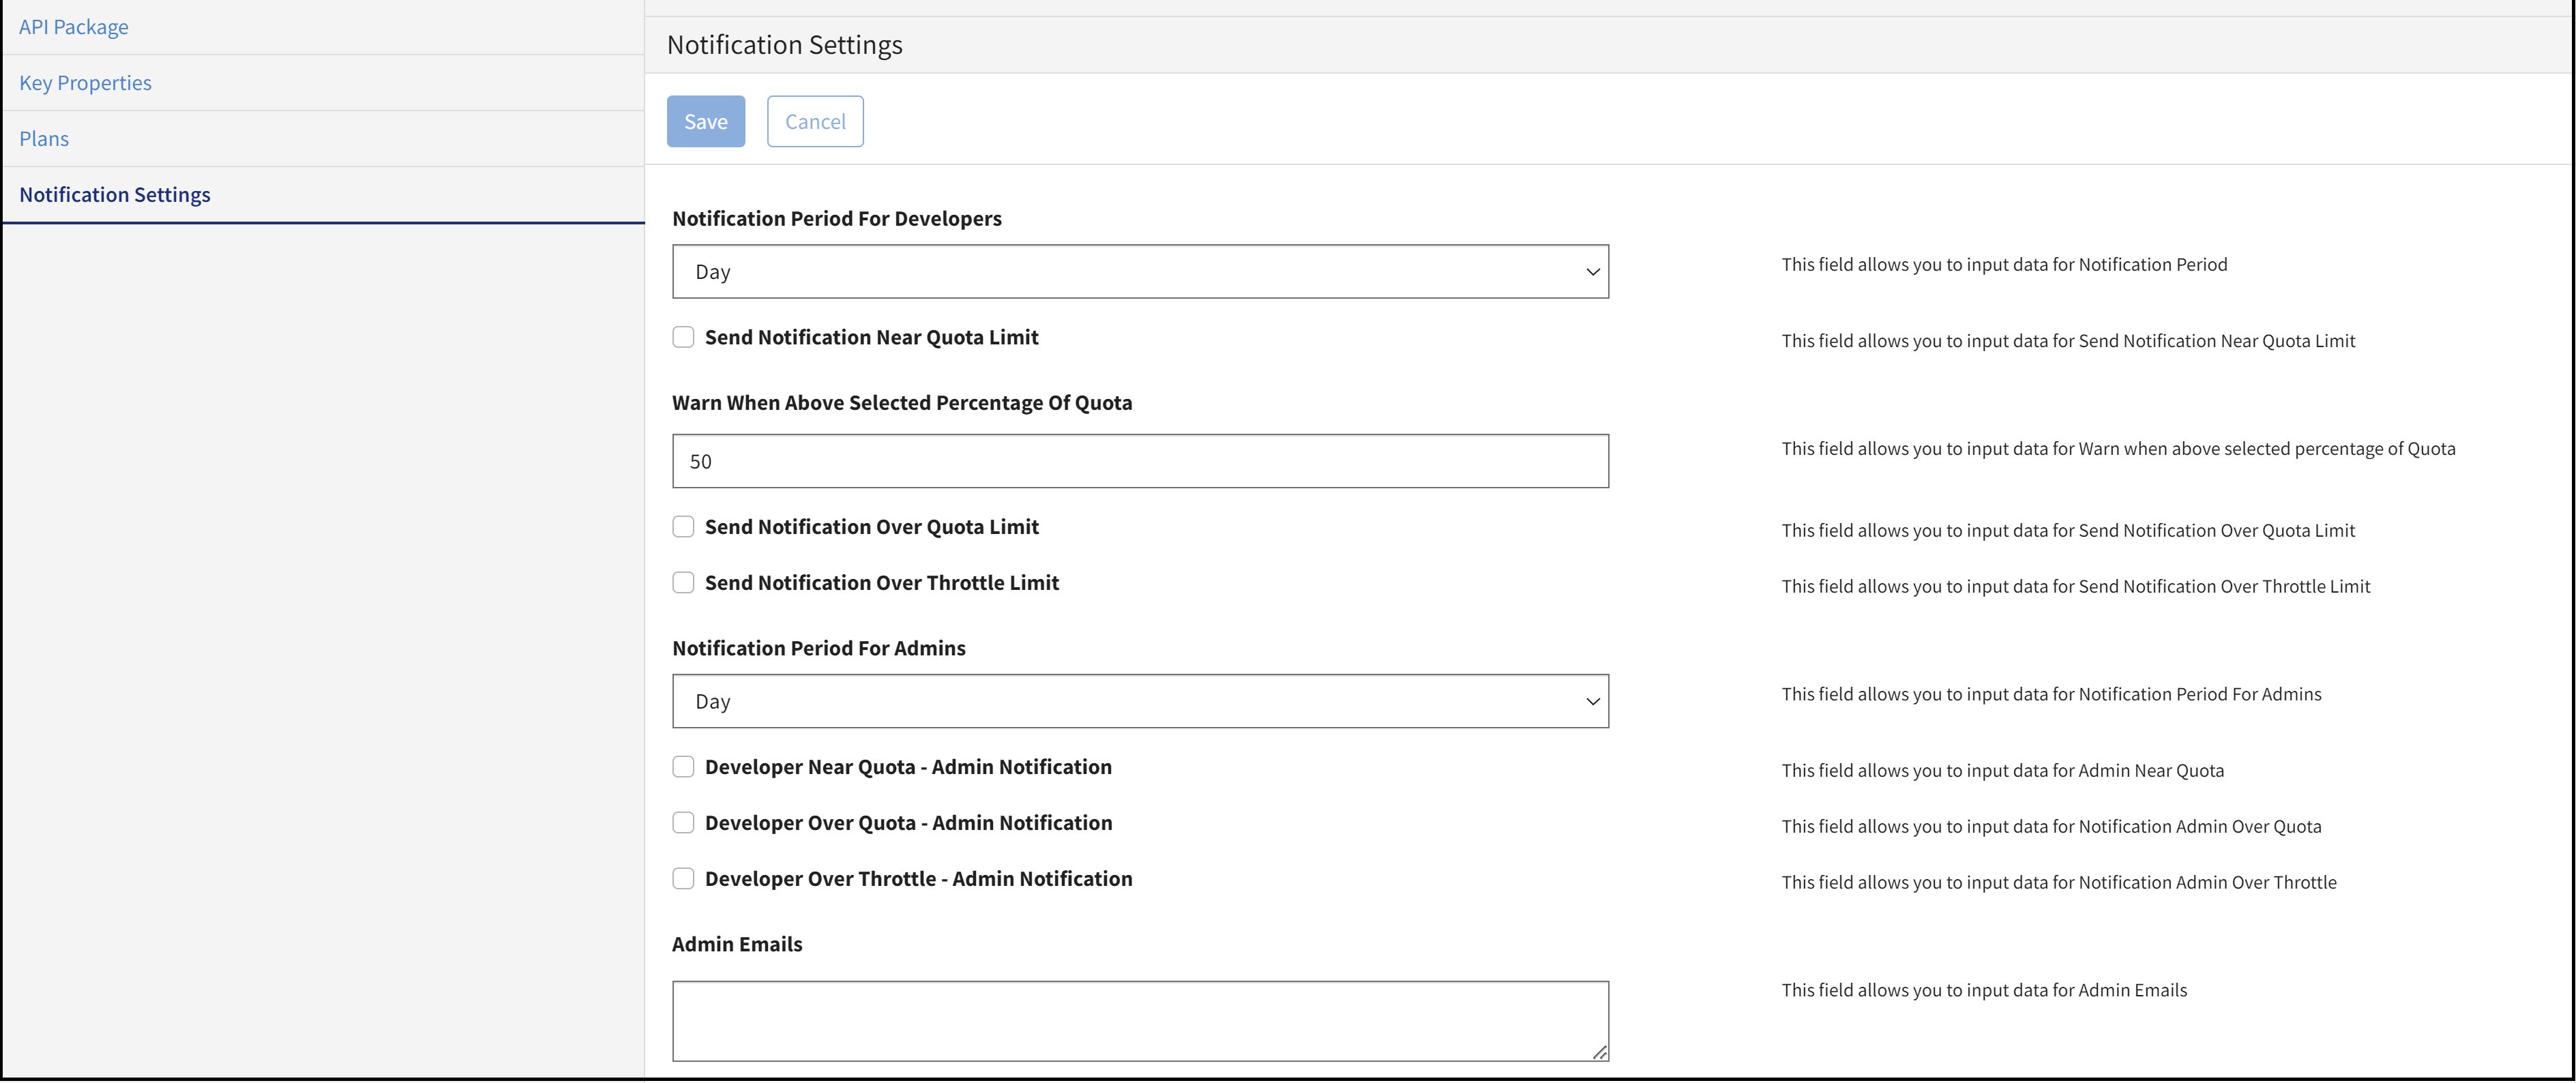 API Package
Key Properties
Plans
Notification Settings
Notification Settings
Save
Cancel
Notification Period For Developers
Day
This field allows you to input data for Notification Period
Send Notification Near Quota Limit
This field allows you to input data for Send Notification Near Quota Limit
Warn When Above Selected Percentage Of Quota
50
This field allows you to input data for Warn when above selected percentage of Quota
Send Notification Over Quota Limit
This field allows you to input data for Send Notification Over Quota Limit
Send Notification Over Throttle Limit
This field allows you to input data for Send Notification Over Throttle Limit
Notification Period For Admins
Day
This field allows you to input data for Notification Period For Admins
Developer Near Quota - Admin Notification
This field allows you to input data for Admin Near Quota
Developer Over Quota - Admin Notification
This field allows you to input data for Notification Admin Over Quota
Developer Over Throttle - Admin Notification
This field allows you to input data for Notification Admin Over Throttle
Admin Emails
This field allows you to input data for Admin Emails